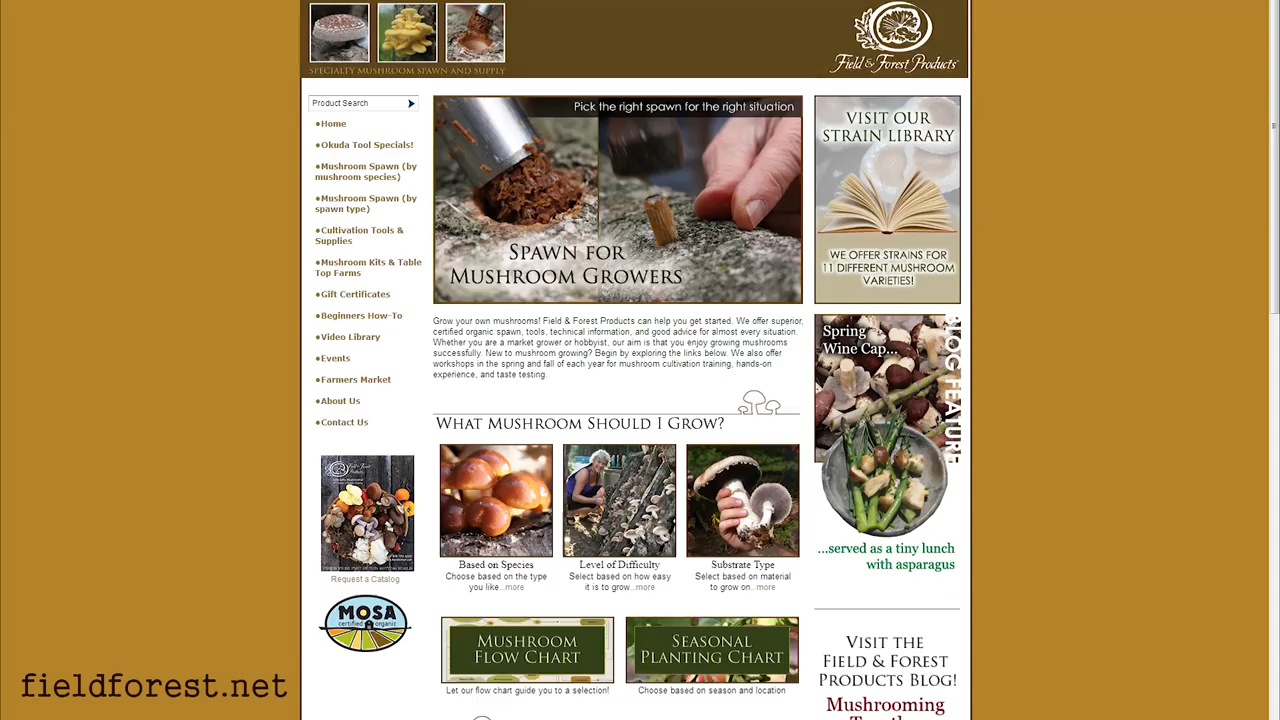 SPECIALTY MUSHROOM SPAWN AND SUPPLY
Field & Forest Products
Product Search
•Home
•Okuda Tool Specials!
•Mushroom Spawn (by
mushroom species)
•Mushroom Spawn (by
spawn type)
•Cultivation Tools &
Supplies
•Mushroom Kits & Table
Top Farms
•Gift Certificates
•Beginners How-To
•Video Library
•Events
•Farmers Market
•About Us
•Contact Us
Request a Catalog
MOSA
certified organic
Pick the right spawn for the right situation
SPAWN FOR
MUSHROOM GROWERS
Grow your own mushrooms! Field & Forest Products can help you get started. We offer superior,
certified organic spawn, tools, technical information, and good advice for almost every situation.
Whether you are a market grower or hobbyist, our aim is that you enjoy growing mushrooms
successfully. New to mushroom growing? Begin by exploring the links below. We also offer
workshops in the spring and fall of each year for mushroom cultivation training, hands-on
experience, and taste testing.
WHAT MUSHROOM SHOULD I GROW?
Based on Species
Choose based on the type
you like...more
Level of Difficulty
Select based on how easy
it is to grow...more
Substrate Type
Select based on material
to grow on...more
MUSHROOM
FLOW CHART
Let our flow chart guide you to a selection!
SEASONAL
PLANTING CHART
Choose based on season and location
VISIT OUR
STRAIN LIBRARY
WE OFFER STRAINS FOR
11 DIFFERENT MUSHROOM
VARIETIES!
Spring
Wine Cap...
BLOG FEATURE
...served as a tiny lunch
with asparagus
VISIT THE
FIELD & FOREST
PRODUCTS BLOG!
Mushrooming
fieldforest.net